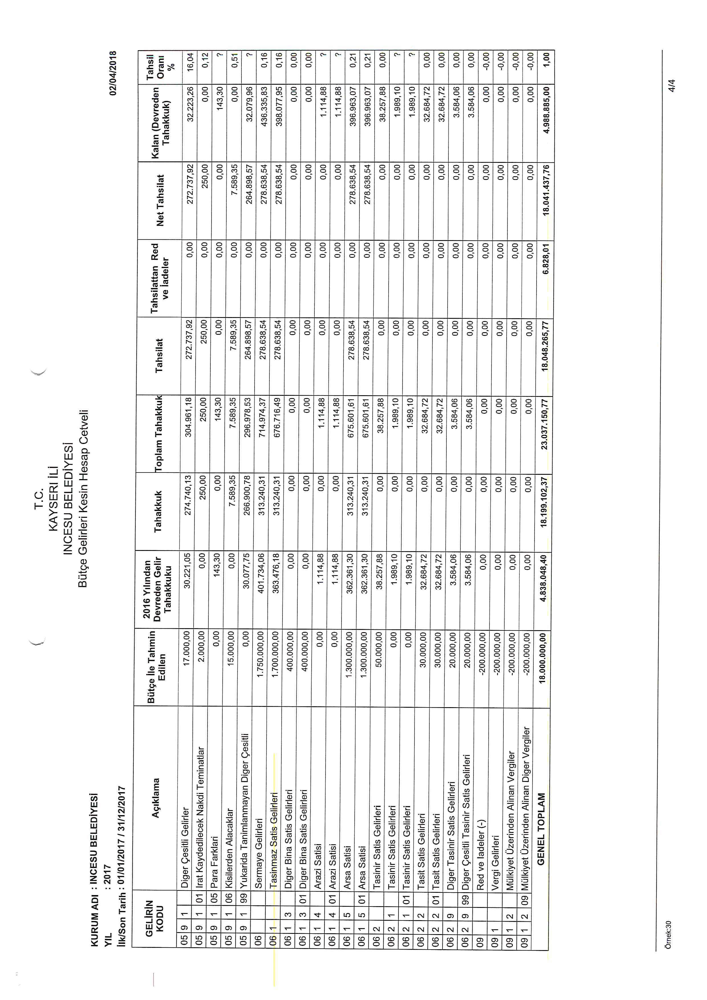 T.C.
KAYSERI İLİ
INCESU BELEDİYESİ
Bütçe Gelirleri Kesin Hesap Cetveli
KURUM ADI : INCESU BELEDİYESİ
YIL : 2017
İlk/Son Tarih : 01/01/2017 / 31/12/2017
02/04/2018
GELİRİN KODU | Açıklama | Bütçe İle Tahmin Edilen | 2016 Yılından Devreden Gelir Tahakkuku | Tahakkuk | Toplam Tahakkuk | Tahsilat | Tahsilattan Red ve İadeler | Net Tahsilat | Kalan (Devreden Tahakkuk) | Tahsil Oranı %
05 9 1 Diger Çesitli Gelirler 17.000,00 30.221,05 274.740,13 304.961,18 272.737,92 0,00 272.737,92 32.223,26 16,04
05 9 1 01 Irat Kaydedilecek Nakdi Teminatlar 2.000,00 0,00 250,00 250,00 250,00 0,00 250,00 0,00 0,12
05 9 1 05 Para Farklari 0,00 143,30 0,00 143,30 0,00 0,00 0,00 143,30 ?
05 9 1 06 Kisilerden Alacaklar 15.000,00 0,00 7.589,35 7.589,35 7.589,35 0,00 7.589,35 0,00 0,51
05 9 1 99 Yukarida Tanimlanmayan Diger Çesitli 0,00 30.077,75 266.900,78 296.978,53 264.898,57 0,00 264.898,57 32.079,96 ?
06 Sermaye Gelirleri 1.750.000,00 401.734,06 313.240,31 714.974,37 278.638,54 0,00 278.638,54 436.335,83 0,16
06 1 Tasinmaz Satis Gelirleri 1.700.000,00 363.476,18 313.240,31 676.716,49 278.638,54 0,00 278.638,54 398.077,95 0,16
06 1 3 Diger Bina Satis Gelirleri 400.000,00 0,00 0,00 0,00 0,00 0,00 0,00 0,00 0,00
06 1 3 01 Diger Bina Satis Gelirleri 400.000,00 0,00 0,00 0,00 0,00 0,00 0,00 0,00 0,00
06 1 4 Arazi Satisi 0,00 1.114,88 0,00 1.114,88 0,00 0,00 0,00 1.114,88 ?
06 1 4 01 Arazi Satisi 0,00 1.114,88 0,00 1.114,88 0,00 0,00 0,00 1.114,88 ?
06 1 5 Arsa Satisi 1.300.000,00 362.361,30 313.240,31 675.601,61 278.638,54 0,00 278.638,54 396.963,07 0,21
06 1 5 01 Arsa Satisi 1.300.000,00 362.361,30 313.240,31 675.601,61 278.638,54 0,00 278.638,54 396.963,07 0,21
06 2 Tasinir Satis Gelirleri 50.000,00 38.257,88 0,00 38.257,88 0,00 0,00 0,00 38.257,88 0,00
06 2 1 Tasinir Satis Gelirleri 0,00 1.989,10 0,00 1.989,10 0,00 0,00 0,00 1.989,10 ?
06 2 1 01 Tasinir Satis Gelirleri 0,00 1.989,10 0,00 1.989,10 0,00 0,00 0,00 1.989,10 ?
06 2 2 Tasit Satis Gelirleri 30.000,00 32.684,72 0,00 32.684,72 0,00 0,00 0,00 32.684,72 0,00
06 2 2 01 Tasit Satis Gelirleri 30.000,00 32.684,72 0,00 32.684,72 0,00 0,00 0,00 32.684,72 0,00
06 2 9 Diger Tasinir Satis Gelirleri 20.000,00 3.584,06 0,00 3.584,06 0,00 0,00 0,00 3.584,06 0,00
06 2 9 99 Diger Çesitli Tasinir Satis Gelirleri 20.000,00 3.584,06 0,00 3.584,06 0,00 0,00 0,00 3.584,06 0,00
09 Red ve Iadeler (-) -200.000,00 0,00 0,00 0,00 0,00 0,00 0,00 0,00 -0,00
09 1 Vergi Gelirleri -200.000,00 0,00 0,00 0,00 0,00 0,00 0,00 0,00 -0,00
09 1 2 Mülkiyet Üzerinden Alinan Vergiler -200.000,00 0,00 0,00 0,00 0,00 0,00 0,00 0,00 -0,00
09 1 2 09 Mülkiyet Üzerinden Alinan Diger Vergiler -200.000,00 0,00 0,00 0,00 0,00 0,00 0,00 0,00 -0,00
GENEL TOPLAM 18.000.000,00 4.838.048,40 18.199.102,37 23.037.150,77 18.048.265,77 6.828,01 18.041.437,76 4.988.885,00 1,00
Örnek:30
4/4